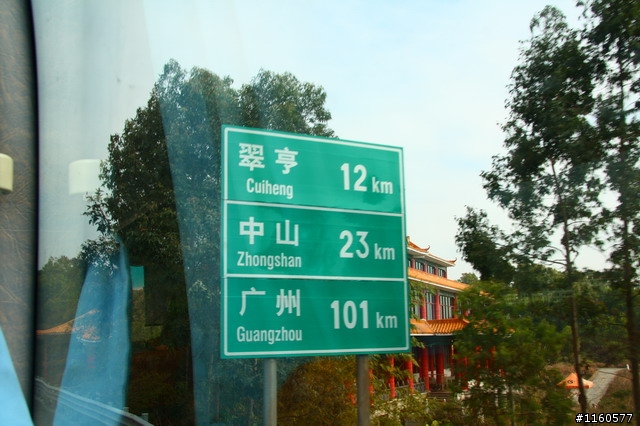 翠亨 12 km
Cuiheng
中山 23 km
Zhongshan
广州 101 km
Guangzhou
#1160577